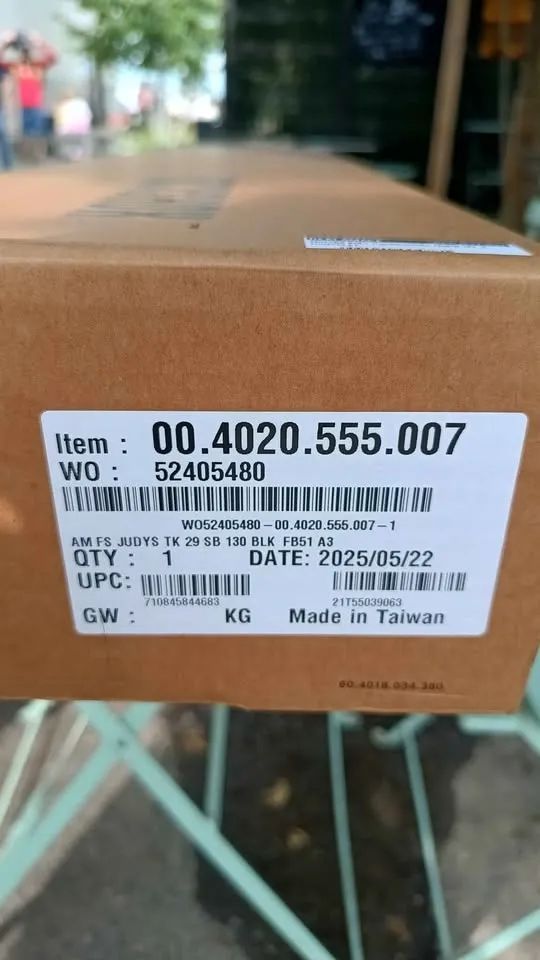 Item : 00.4020.555.007
WO : 52405480
WO52405480-00.4020.555.007-1
AM FS JUDYS TK 29 SB 130 BLK FB51 A3
QTY : 1 DATE: 2025/05/22
UPC:
710845844683 21T55039063
GW : KG Made in Taiwan
60.4018.034.380